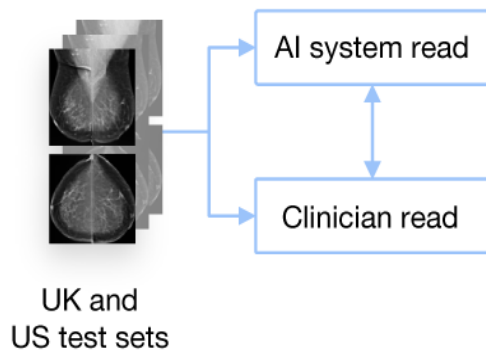 AI system read
Clinician read
UK and
US test sets